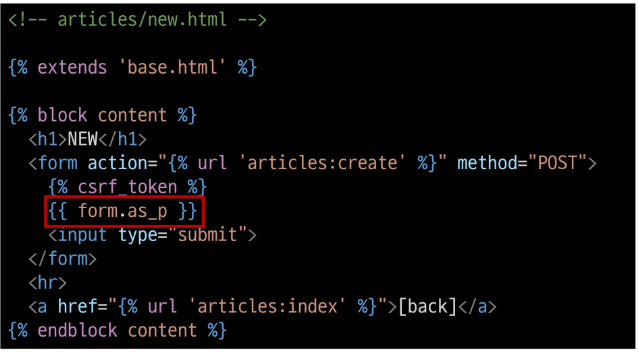 <!-- articles/new.html -->
{% extends 'base.html' %}
{% block content %}
<h1>NEW</h1>
<form action="{% url 'articles:create' %}" method="POST">
{% csrf_token %}
{{ form.as_p }}
<input type="submit">
</form>
<hr>
<a href="{% url 'articles:index' %}">[back]</a>
{% endblock content %}